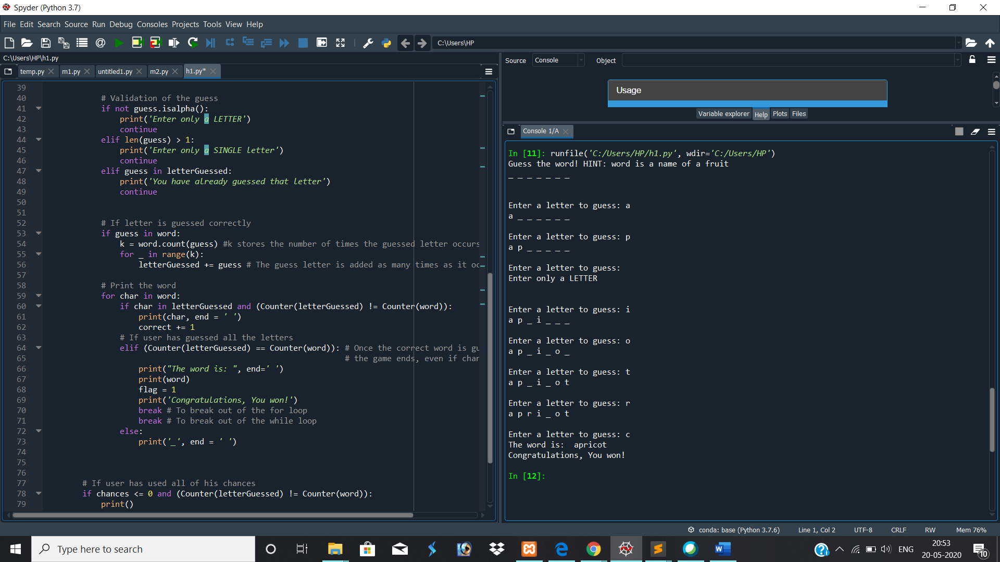 Spyder (Python 3.7)
File Edit Search Source Run Debug Consoles Projects Tools View Help
C:\Users\HP
C:\Users\HP\h1.py
temp.py m1.py untitled1.py m2.py h1.py*
39
40 # Validation of the guess
41 if not guess.isalpha():
42 print('Enter only a LETTER')
43 continue
44 elif len(guess) > 1:
45 print('Enter only a SINGLE letter')
46 continue
47 elif guess in letterGuessed:
48 print('You have already guessed that letter')
49 continue
50
51
52 # If letter is guessed correctly
53 if guess in word:
54 k = word.count(guess) #k stores the number of times the guessed letter occurs
55 for _ in range(k):
56 letterGuessed += guess # The guess letter is added as many times as it oc
57
58 # Print the word
59 for char in word:
60 if char in letterGuessed and (Counter(letterGuessed) != Counter(word)):
61 print(char, end = ' ')
62 correct += 1
63 # If user has guessed all the letters
64 elif (Counter(letterGuessed) == Counter(word)): # Once the correct word is gu
65 # the game ends, even if chan
66 print("The word is: ", end=' ')
67 print(word)
68 flag = 1
69 print('Congratulations, You won!')
70 break # To break out of the for loop
71 break # To break out of the while loop
72 else:
73 print('_', end = ' ')
74
75
76
77 # If user has used all of his chances
78 if chances <= 0 and (Counter(letterGuessed) != Counter(word)):
79 print()
Source Console Object
Usage
Variable explorer Help Plots Files
Console 1/A
In [11]: runfile('C:/Users/HP/h1.py', wdir='C:/Users/HP')
Guess the word! HINT: word is a name of a fruit
_ _ _ _ _ _ _
Enter a letter to guess: a
a _ _ _ _ _ _
Enter a letter to guess: p
a p _ _ _ _ _
Enter a letter to guess:
Enter only a LETTER
Enter a letter to guess: i
a p _ i _ _ _
Enter a letter to guess: o
a p _ i _ o _
Enter a letter to guess: t
a p _ i _ o t
Enter a letter to guess: r
a p r i _ o t
Enter a letter to guess: c
The word is:  apricot
Congratulations, You won!
In [12]:
conda: base (Python 3.7.6) Line 1, Col 2 UTF-8 CRLF RW Mem 76%
Type here to search
ENG
20:53
20-05-2020
10